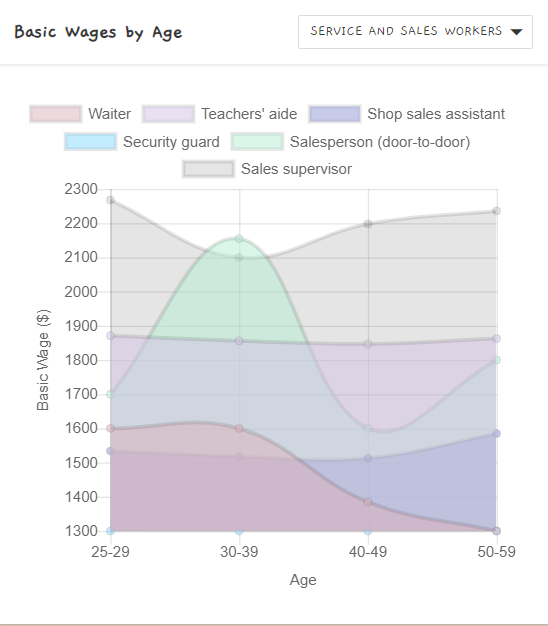 Basic Wages by Age
SERVICE AND SALES WORKERS
Waiter Teachers' aide Shop sales assistant
Security guard Salesperson (door-to-door)
Sales supervisor
2300
2200
2100
2000
1900
1800
1700
1600
1500
1400
1300
Basic Wage ($)
25-29 30-39 40-49 50-59
Age